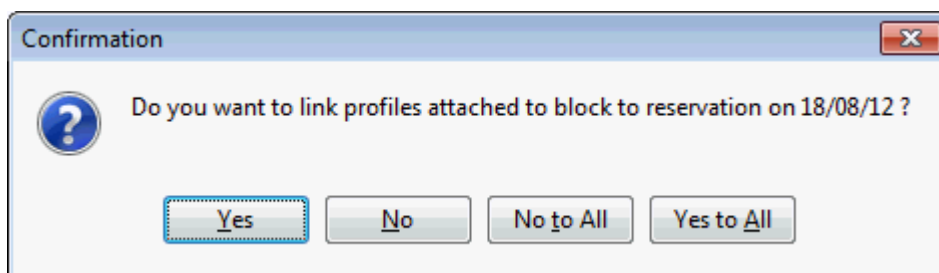 Confirmation
Do you want to link profiles attached to block to reservation on 18/08/12 ?
Yes No No to All Yes to All